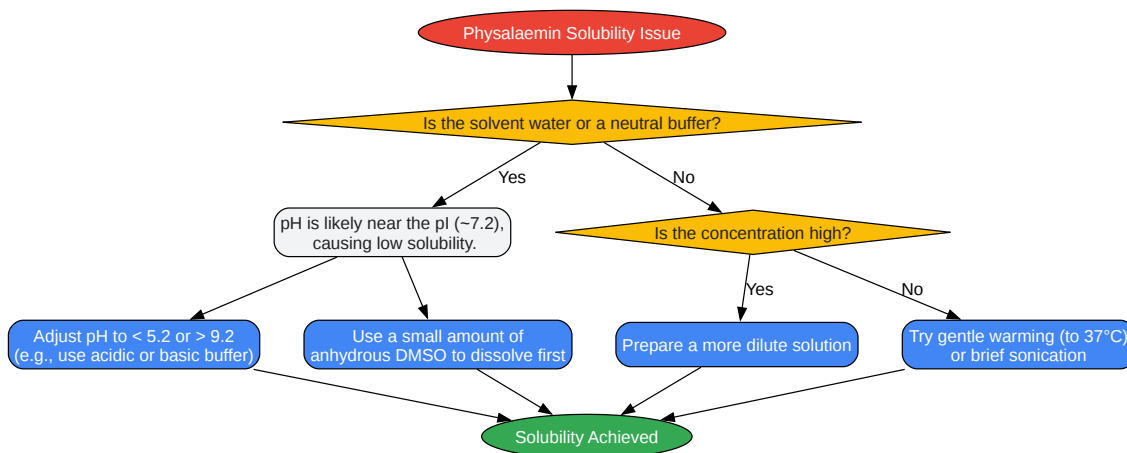 Physalaemin Solubility Issue
Is the solvent water or a neutral buffer?
Yes
No
pH is likely near the pI (~7.2),
causing low solubility.
Is the concentration high?
Yes
No
Adjust pH to < 5.2 or > 9.2
(e.g., use acidic or basic buffer)
Use a small amount of
anhydrous DMSO to dissolve first
Prepare a more dilute solution
Try gentle warming (to 37°C)
or brief sonication
Solubility Achieved